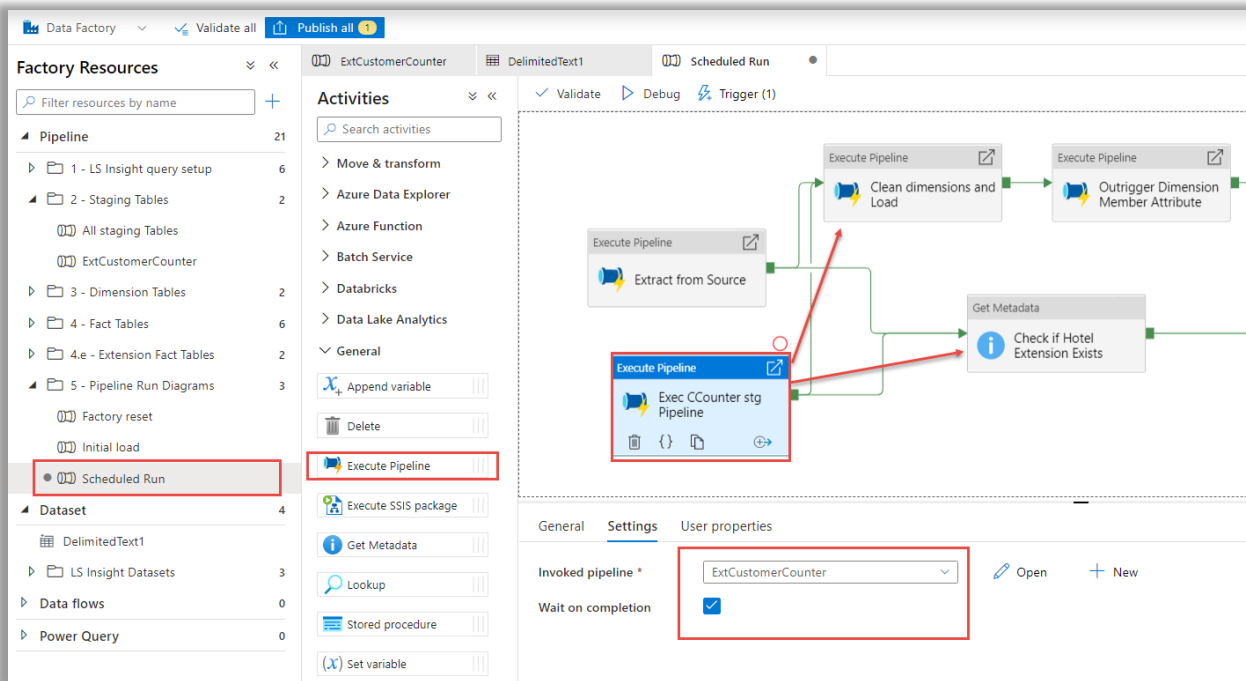 Data Factory
Validate all
Publish all 1
Factory Resources
Filter resources by name
Pipeline 21
1 - LS Insight query setup 6
2 - Staging Tables 2
All staging Tables
ExtCustomerCounter
3 - Dimension Tables 2
4 - Fact Tables 6
4.e - Extension Fact Tables 2
5 - Pipeline Run Diagrams 3
Factory reset
Initial load
Scheduled Run
Dataset 4
DelimitedText1
LS Insight Datasets 3
Data flows 0
Power Query 0
ExtCustomerCounter
DelimitedText1
Scheduled Run
Activities
Search activities
Move & transform
Azure Data Explorer
Azure Function
Batch Service
Databricks
Data Lake Analytics
General
Append variable
Delete
Execute Pipeline
Execute SSIS package
Get Metadata
Lookup
Stored procedure
(x) Set variable
Validate
Debug
Trigger (1)
Execute Pipeline
Clean dimensions and
Load
Execute Pipeline
Outrigger Dimension
Member Attribute
Execute Pipeline
Extract from Source
Get Metadata
Check if Hotel
Extension Exists
Execute Pipeline
Exec CCounter stg
Pipeline
General
Settings
User properties
Invoked pipeline *
ExtCustomerCounter
Open
New
Wait on completion